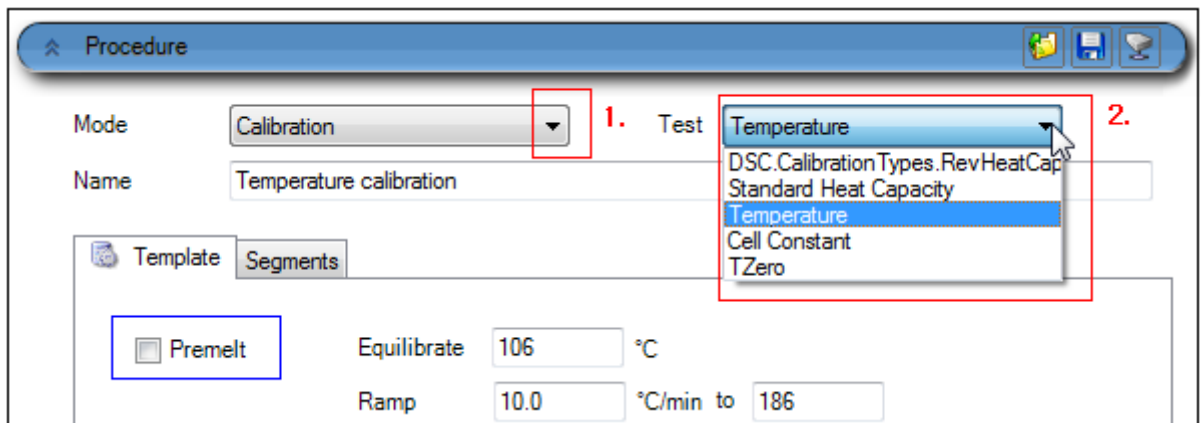 Procedure
Mode Calibration 1. Test Temperature 2.
DSC.CalibrationTypes.RevHeatCap
Name Temperature calibration Standard Heat Capacity
Temperature
Cell Constant
TZero
Template Segments
Premelt Equilibrate 106 °C
Ramp 10.0 °C/min to 186